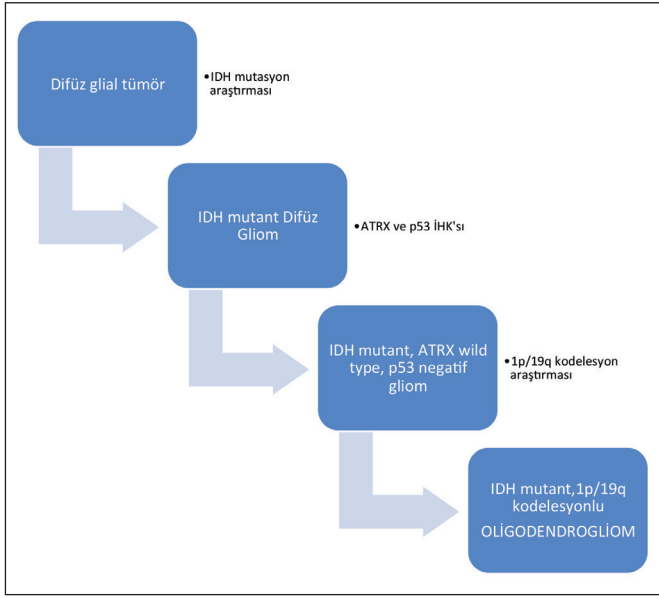 Difüz glial tümör
•IDH mutasyon
araştırması
IDH mutant Difüz
Gliom
•ATRX ve p53 İHK'sı
IDH mutant, ATRX wild
type, p53 negatif
gliom
•1p/19q kodelesyon
araştırması
IDH mutant,1p/19q
kodelesyonlu
OLİGODENDROGLİOM